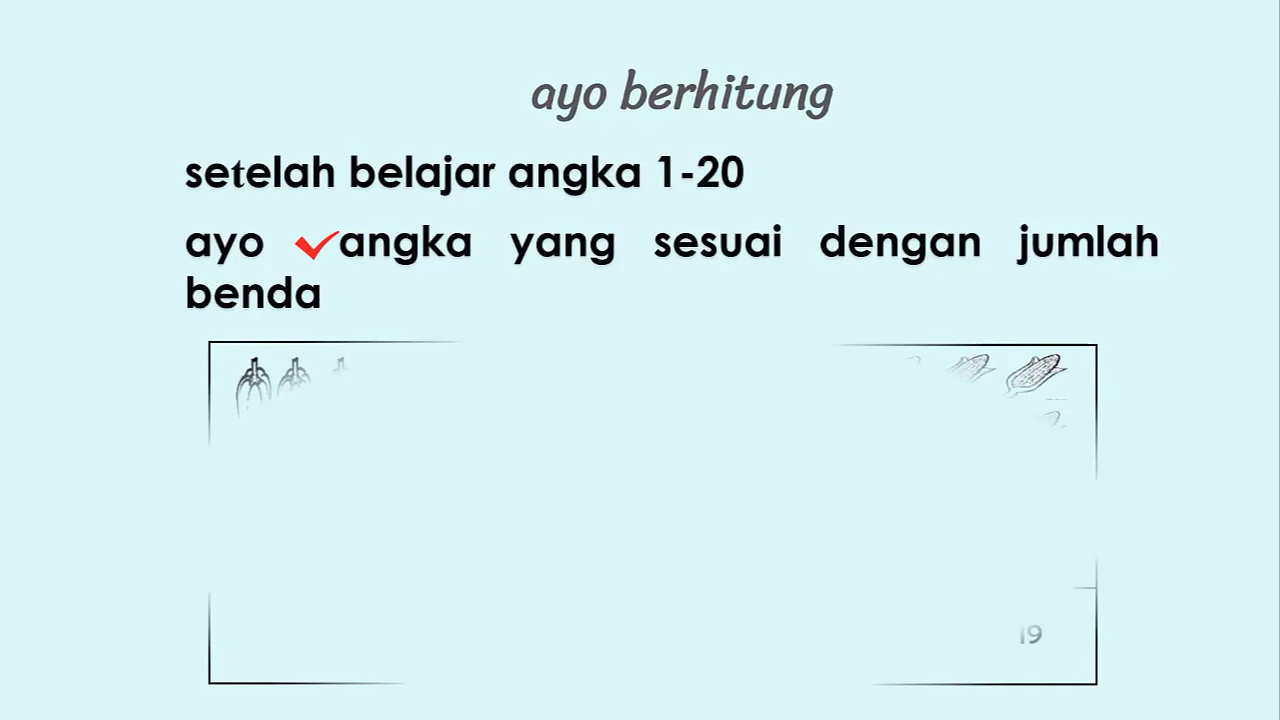 ayo berhitung
setelah belajar angka 1-20
ayo angka yang sesuai dengan jumlah
benda
19